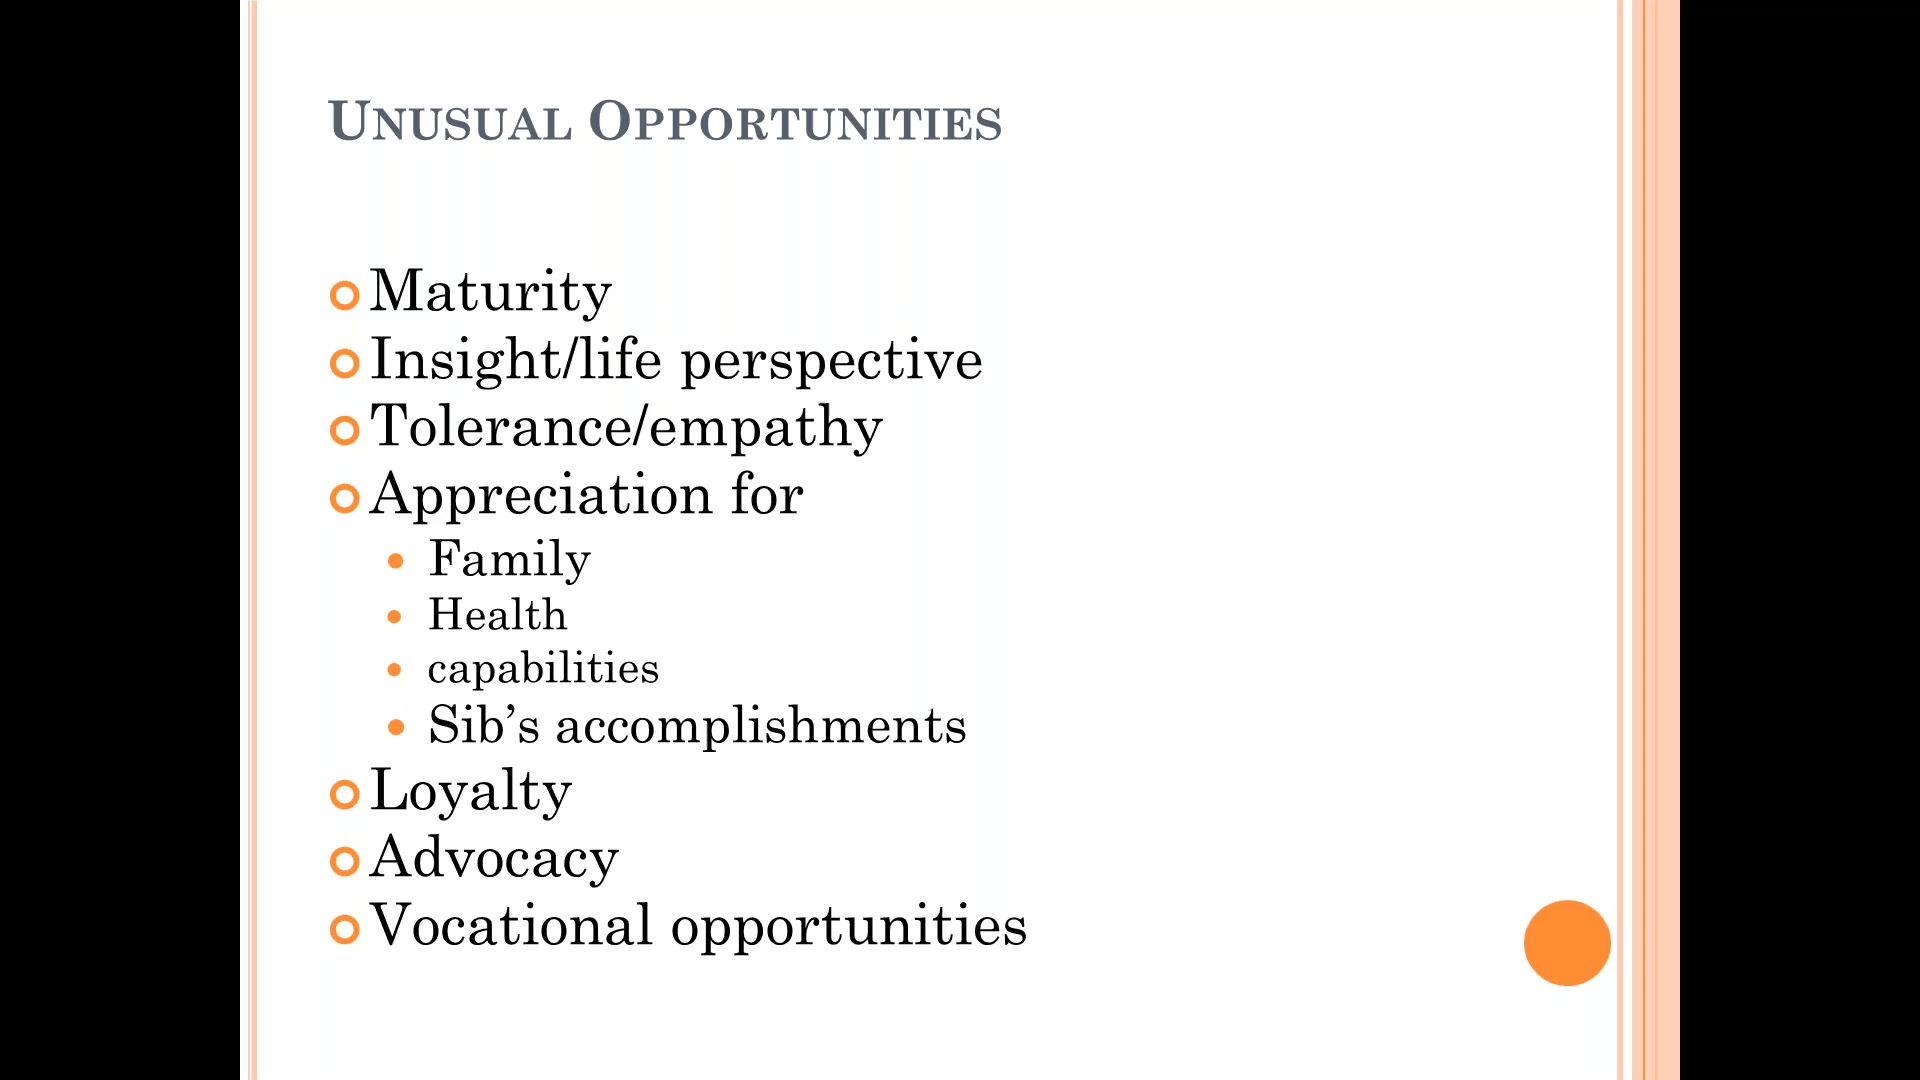 Unusual Opportunities
Maturity
Insight/life perspective
Tolerance/empathy
Appreciation for
Family
Health
capabilities
Sib’s accomplishments
Loyalty
Advocacy
Vocational opportunities